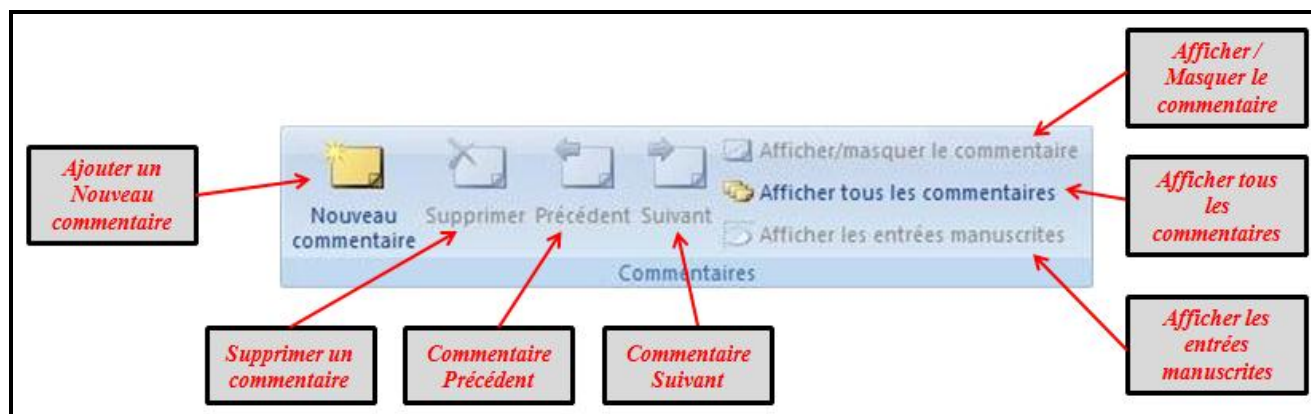 Afficher /
Masquer le
commentaire
Ajouter un
Nouveau
commentaire
Nouveau
commentaire
Supprimer
Précédent
Suivant
Afficher/masquer le commentaire
Afficher tous les commentaires
Afficher les entrées manuscrites
Commentaires
Afficher tous
les
commentaires
Supprimer un
commentaire
Commentaire
Précédent
Commentaire
Suivant
Afficher les
entrées
manuscrites